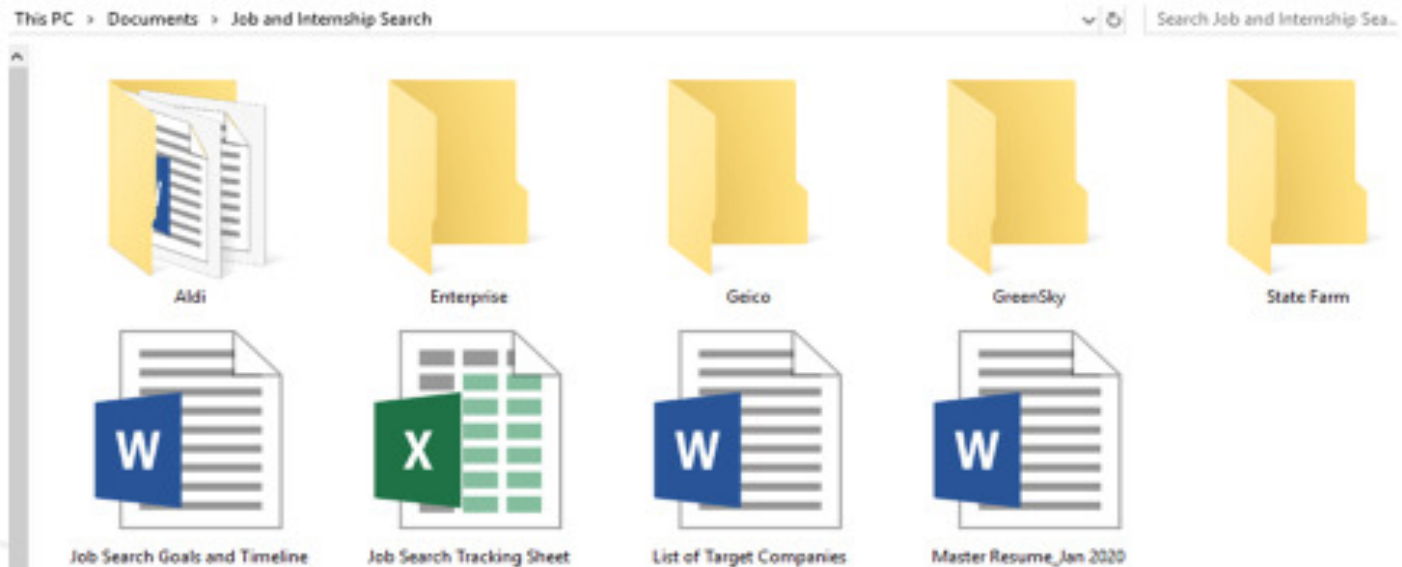 This PC > Documents > Job and Internship Search
Search Job and Internship Sea...
Aldi
Enterprise
Geico
GreenSky
State Farm
W
X
W
W
Job Search Goals and Timeline
Job Search Tracking Sheet
List of Target Companies
Master Resume_Jan 2020